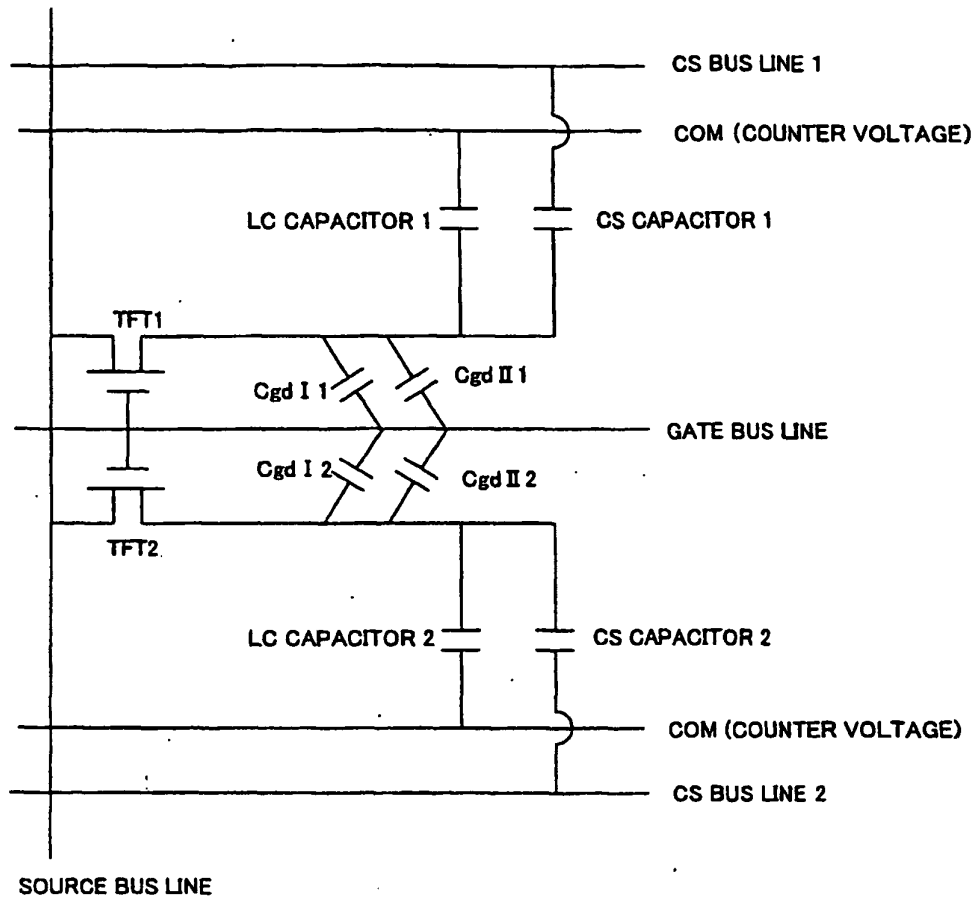 CS BUS LINE 1
COM (COUNTER VOLTAGE)
LC CAPACITOR 1
CS CAPACITOR 1
TFT1
Cgd Ⅰ 1
Cgd Ⅱ 1
GATE BUS LINE
Cgd Ⅰ 2
Cgd Ⅱ 2
TFT2
LC CAPACITOR 2
CS CAPACITOR 2
COM (COUNTER VOLTAGE)
CS BUS LINE 2
SOURCE BUS LINE